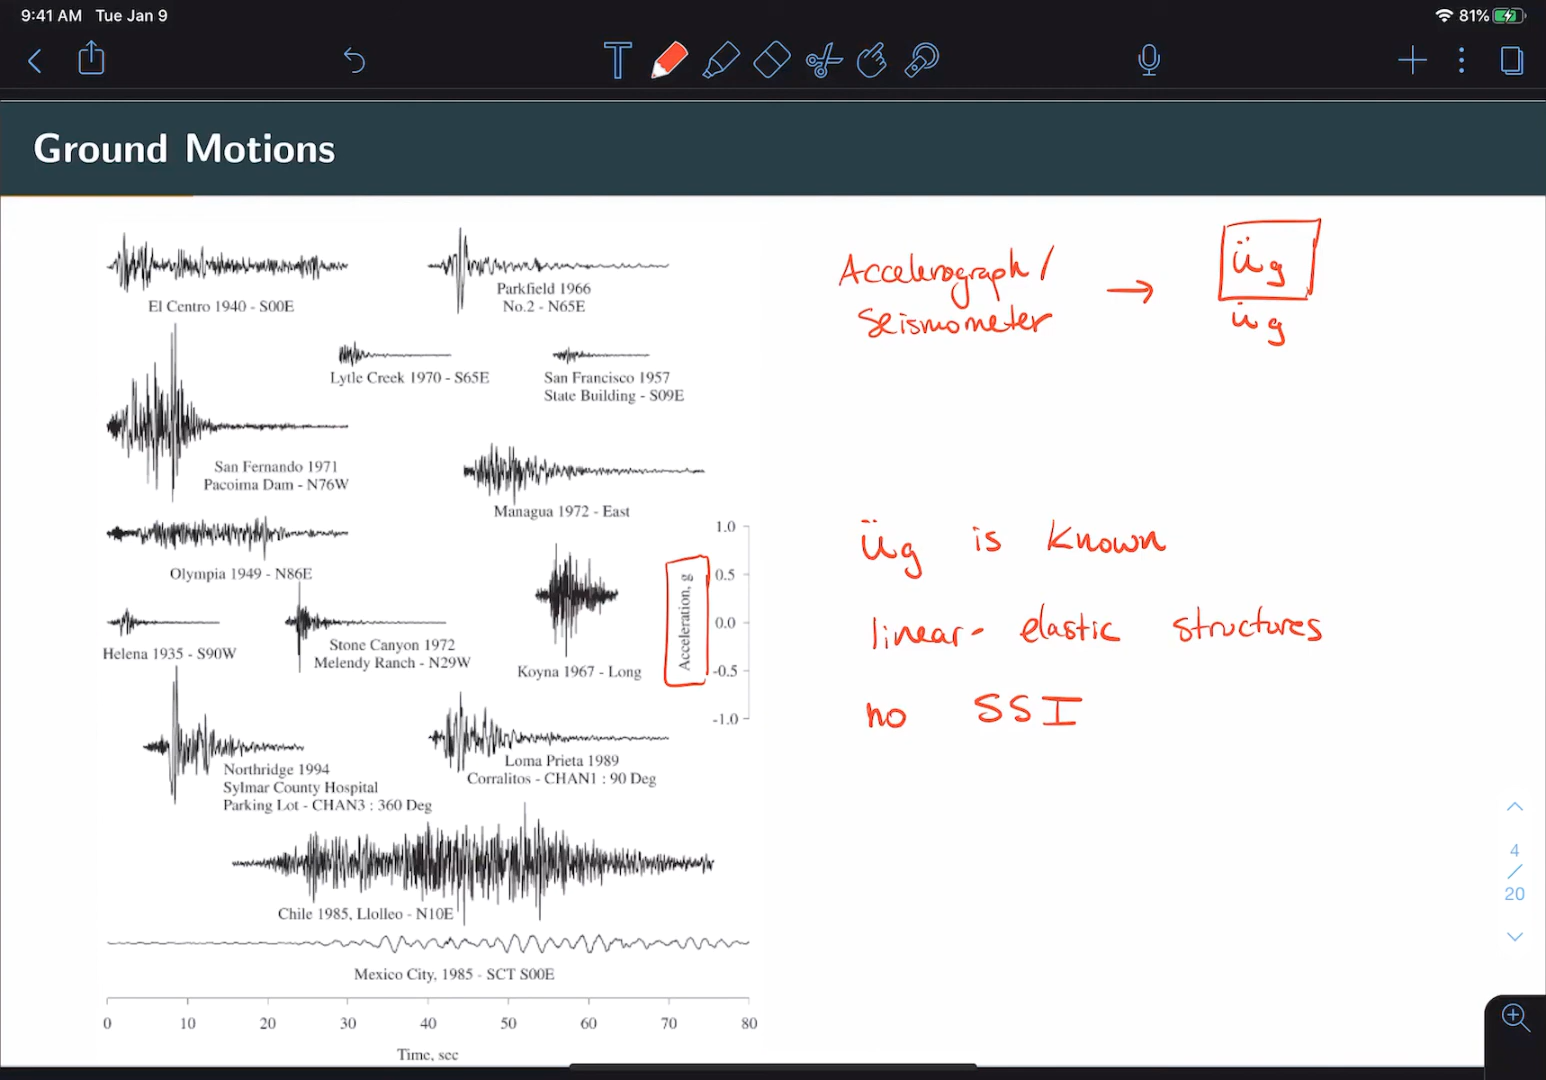 9:41 AM Tue Jan 9
81%
T
Ground Motions
El Centro 1940 - S00E
Parkfield 1966
No.2 - N65E
Lytle Creek 1970 - S65E
San Francisco 1957
State Building - S09E
San Fernando 1971
Pacoima Dam - N76W
Managua 1972 - East
Olympia 1949 - N86E
Helena 1935 - S90W
Stone Canyon 1972
Melendy Ranch - N29W
Koyna 1967 - Long
Acceleration, g
1.0
0.5
0.0
-0.5
-1.0
Northridge 1994
Sylmar County Hospital
Parking Lot - CHAN3 : 360 Deg
Loma Prieta 1989
Corralitos - CHAN1 : 90 Deg
Chile 1985, Llolleo - N10E
Mexico City, 1985 - SCT S00E
0 10 20 30 40 50 60 70 80
Time, sec
Accelerograph /
Seismometer
→
üg
u̇g
üg is known
linear- elastic structures
no SSI
4
/
20